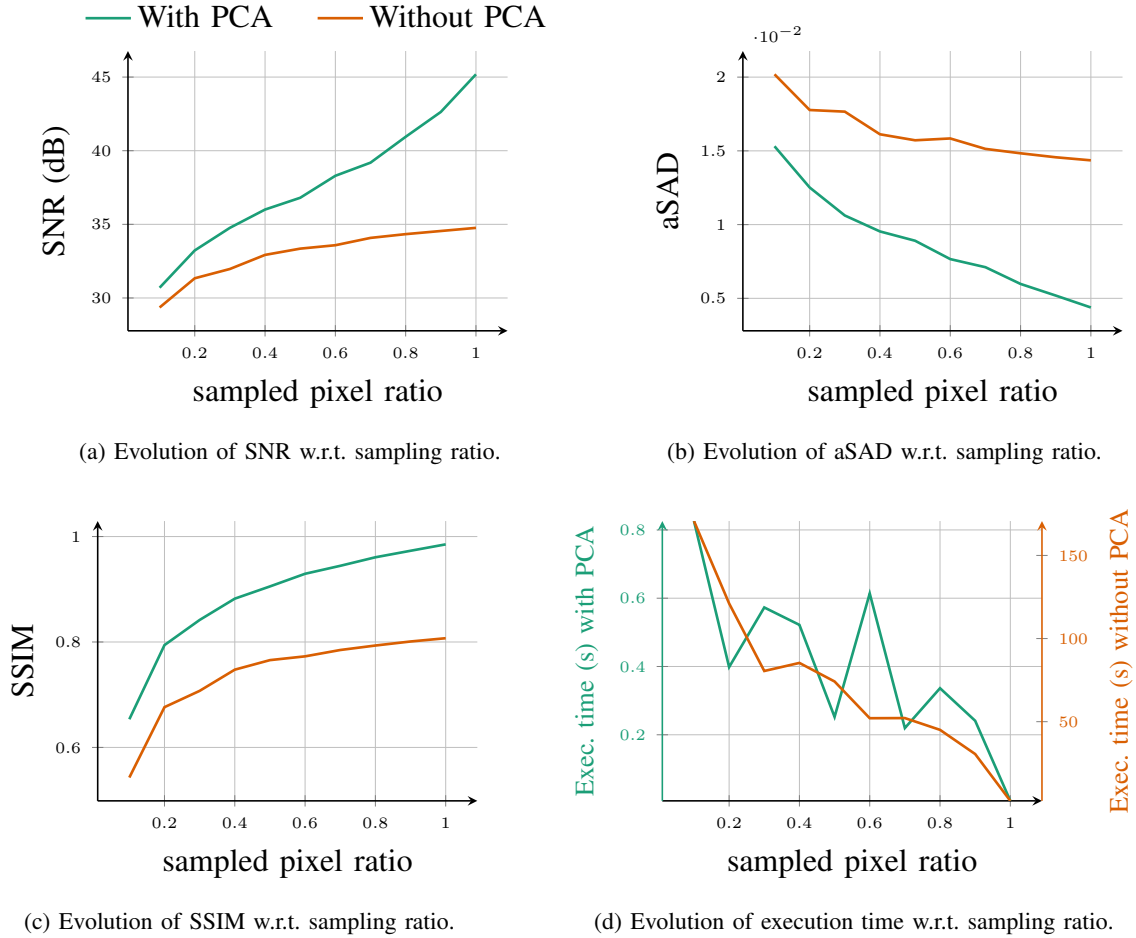 With PCA
Without PCA
45
40
35
30
SNR (dB)
0.2 0.4 0.6 0.8 1
sampled pixel ratio
(a) Evolution of SNR w.r.t. sampling ratio.
·10⁻²
2
1.5
1
0.5
aSAD
0.2 0.4 0.6 0.8 1
sampled pixel ratio
(b) Evolution of aSAD w.r.t. sampling ratio.
1
0.8
0.6
SSIM
0.2 0.4 0.6 0.8 1
sampled pixel ratio
(c) Evolution of SSIM w.r.t. sampling ratio.
Exec. time (s) with PCA
0.8
0.6
0.4
0.2
150
100
50
Exec. time (s) without PCA
0.2 0.4 0.6 0.8 1
sampled pixel ratio
(d) Evolution of execution time w.r.t. sampling ratio.